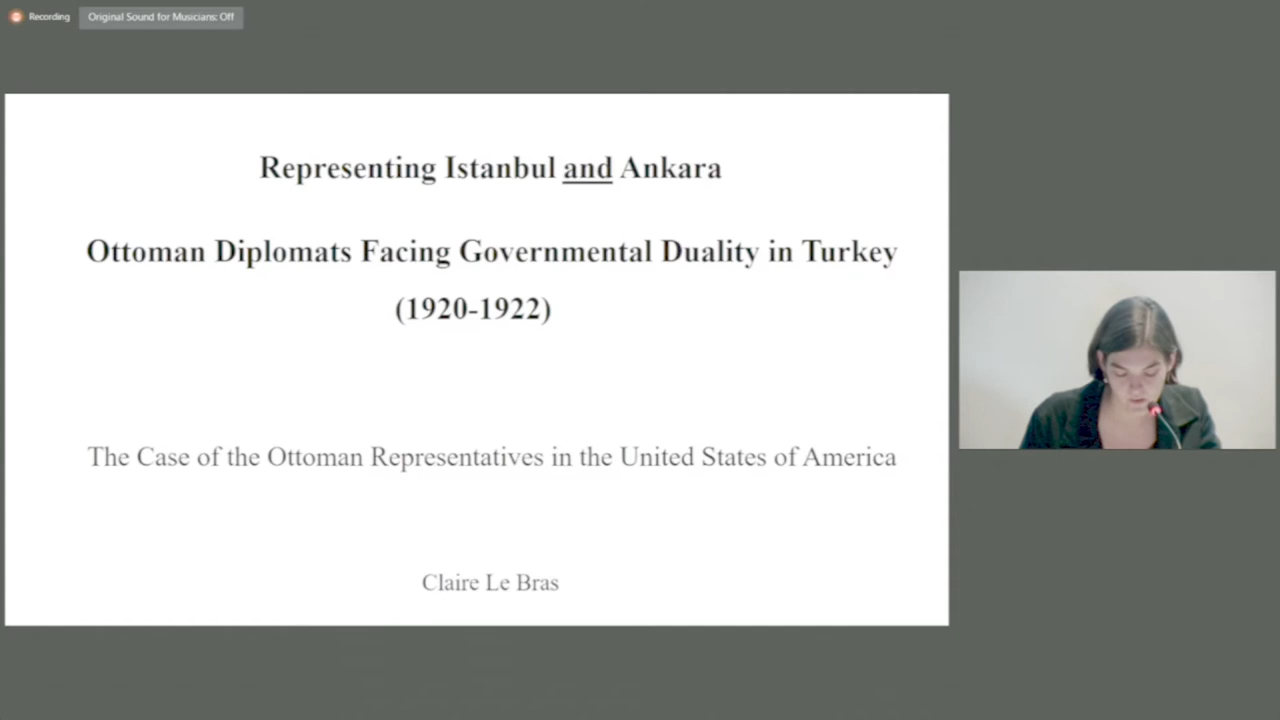 Recording
Original Sound for Musicians: Off
Representing Istanbul and Ankara
Ottoman Diplomats Facing Governmental Duality in Turkey
(1920-1922)
The Case of the Ottoman Representatives in the United States of America
Claire Le Bras